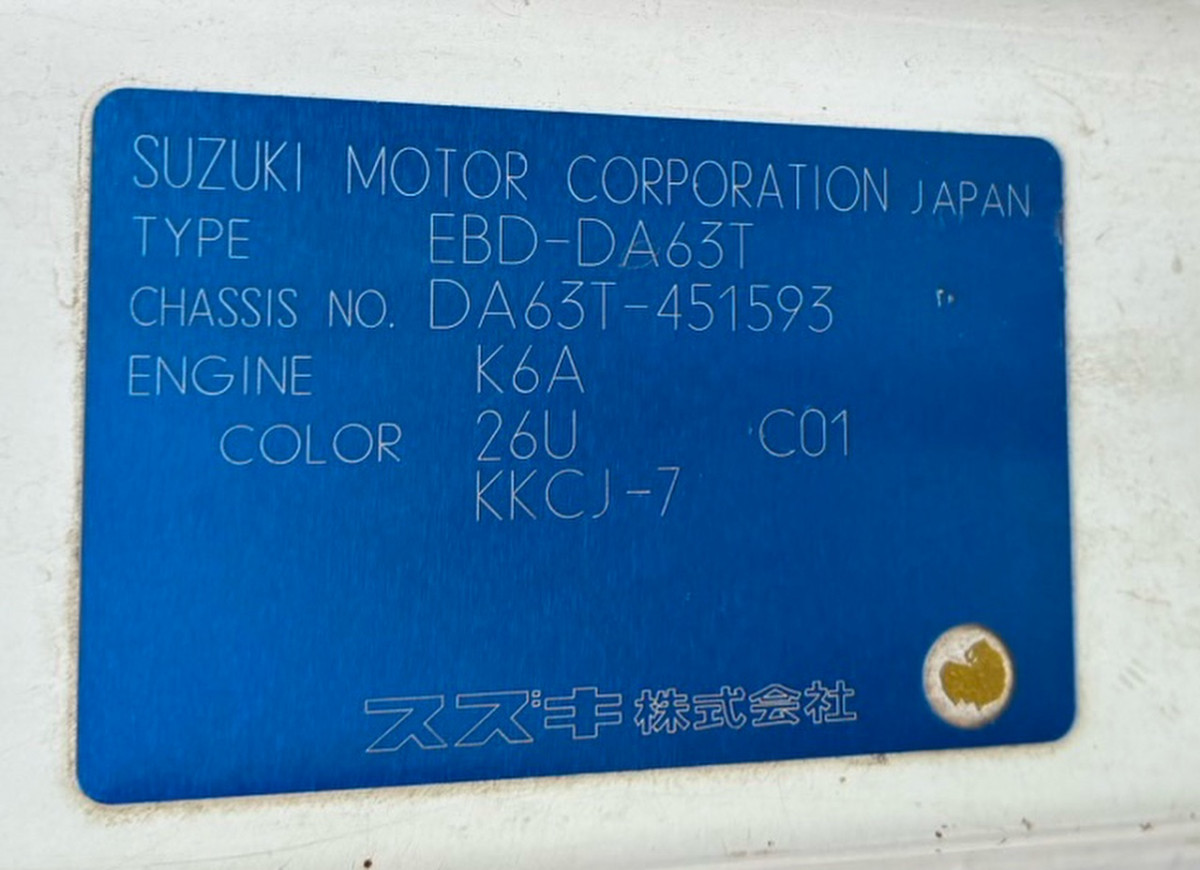 SUZUKI MOTOR CORPORATION JAPAN
TYPE EBD-DA63T
CHASSIS NO. DA63T-451593
ENGINE K6A
COLOR 26U C01
KKCJ-7
スズキ株式会社